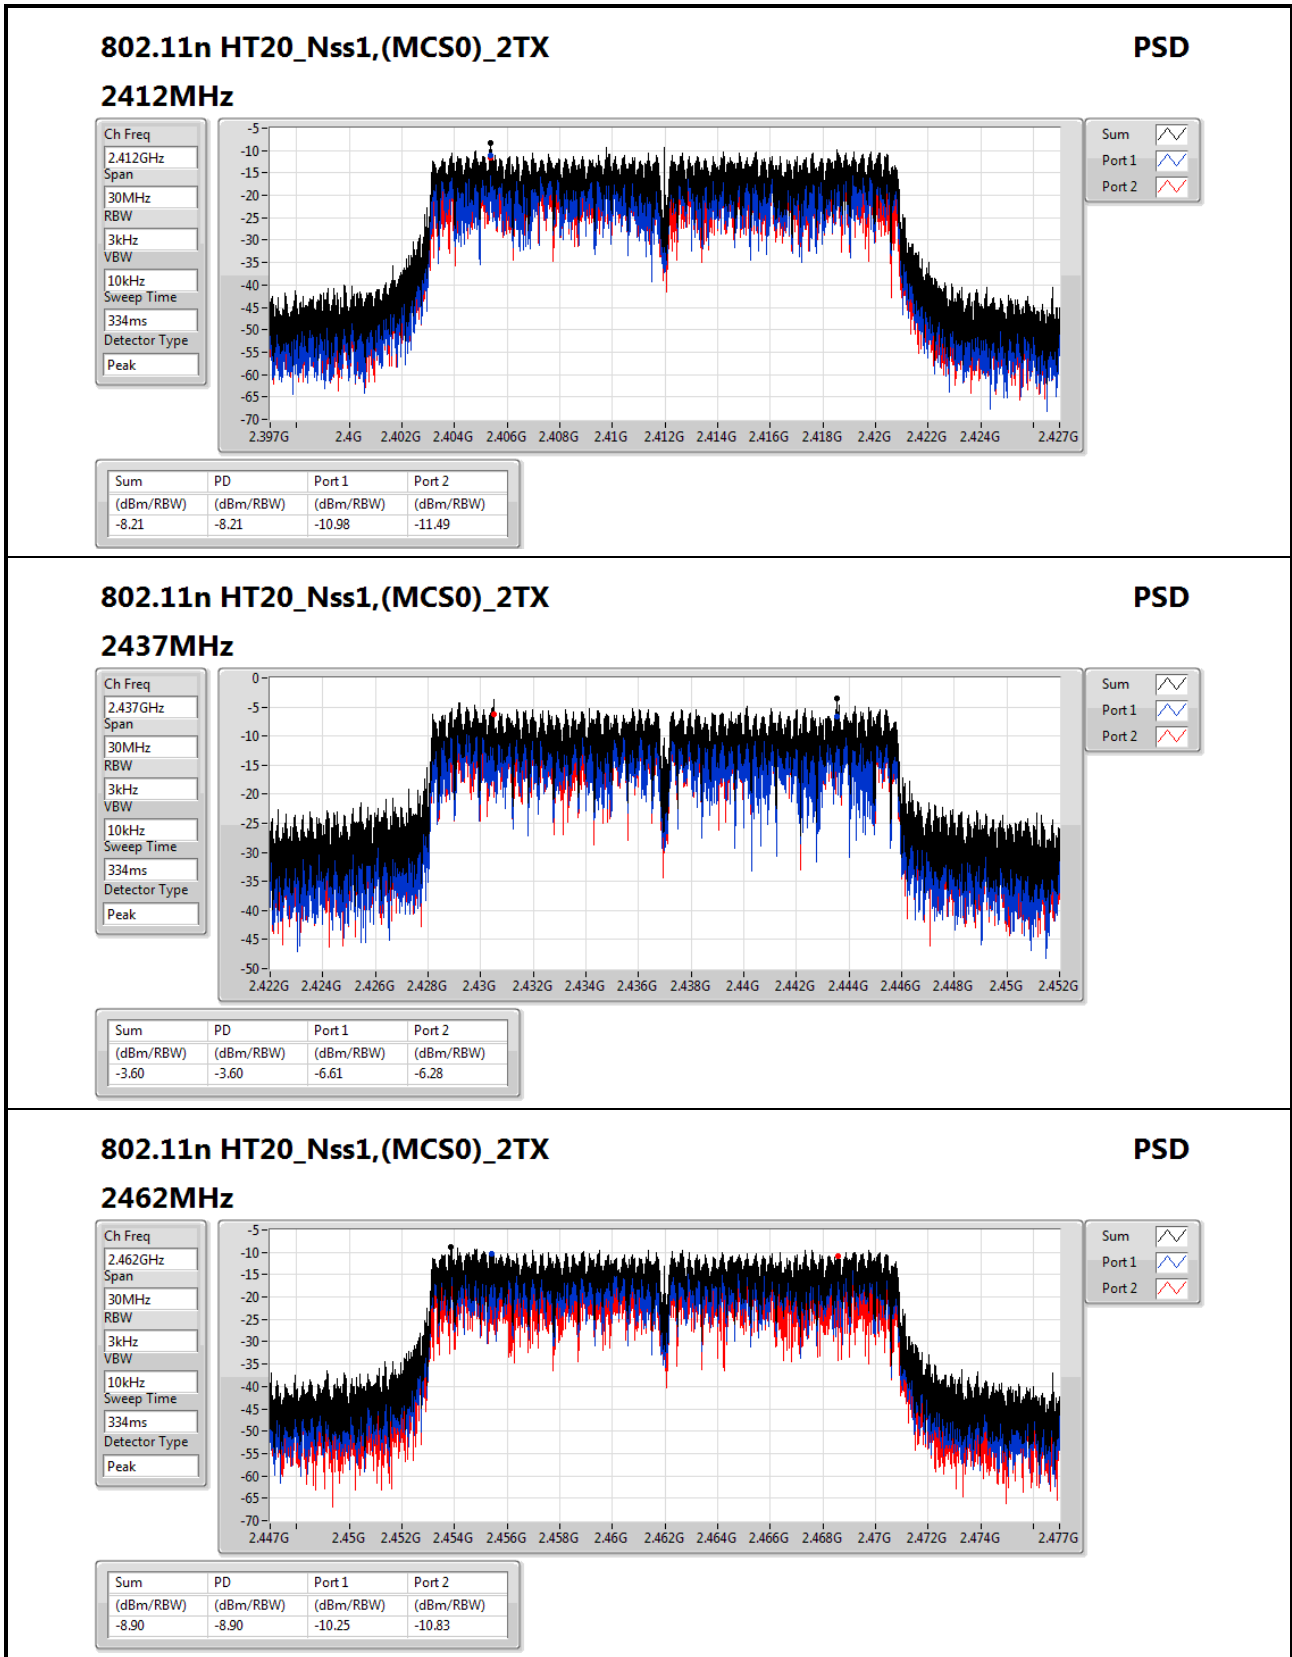 802.11n HT20_Nss1,(MCS0)_2TX PSD
2412MHz
Ch Freq
2.412GHz
Span
30MHz
RBW
3kHz
VBW
10kHz
Sweep Time
334ms
Detector Type
Peak
-5
-10
-15
-20
-25
-30
-35
-40
-45
-50
-55
-60
-65
-70
2.397G 2.4G 2.402G 2.404G 2.406G 2.408G 2.41G 2.412G 2.414G 2.416G 2.418G 2.42G 2.422G 2.424G 2.427G
Sum
Port 1
Port 2
Sum PD Port 1 Port 2
(dBm/RBW) (dBm/RBW) (dBm/RBW) (dBm/RBW)
-8.21 -8.21 -10.98 -11.49
802.11n HT20_Nss1,(MCS0)_2TX PSD
2437MHz
Ch Freq
2.437GHz
Span
30MHz
RBW
3kHz
VBW
10kHz
Sweep Time
334ms
Detector Type
Peak
0
-5
-10
-15
-20
-25
-30
-35
-40
-45
-50
2.422G 2.424G 2.426G 2.428G 2.43G 2.432G 2.434G 2.436G 2.438G 2.44G 2.442G 2.444G 2.446G 2.448G 2.45G 2.452G
Sum
Port 1
Port 2
Sum PD Port 1 Port 2
(dBm/RBW) (dBm/RBW) (dBm/RBW) (dBm/RBW)
-3.60 -3.60 -6.61 -6.28
802.11n HT20_Nss1,(MCS0)_2TX PSD
2462MHz
Ch Freq
2.462GHz
Span
30MHz
RBW
3kHz
VBW
10kHz
Sweep Time
334ms
Detector Type
Peak
-5
-10
-15
-20
-25
-30
-35
-40
-45
-50
-55
-60
-65
-70
2.447G 2.45G 2.452G 2.454G 2.456G 2.458G 2.46G 2.462G 2.464G 2.466G 2.468G 2.47G 2.472G 2.474G 2.477G
Sum
Port 1
Port 2
Sum PD Port 1 Port 2
(dBm/RBW) (dBm/RBW) (dBm/RBW) (dBm/RBW)
-8.90 -8.90 -10.25 -10.83